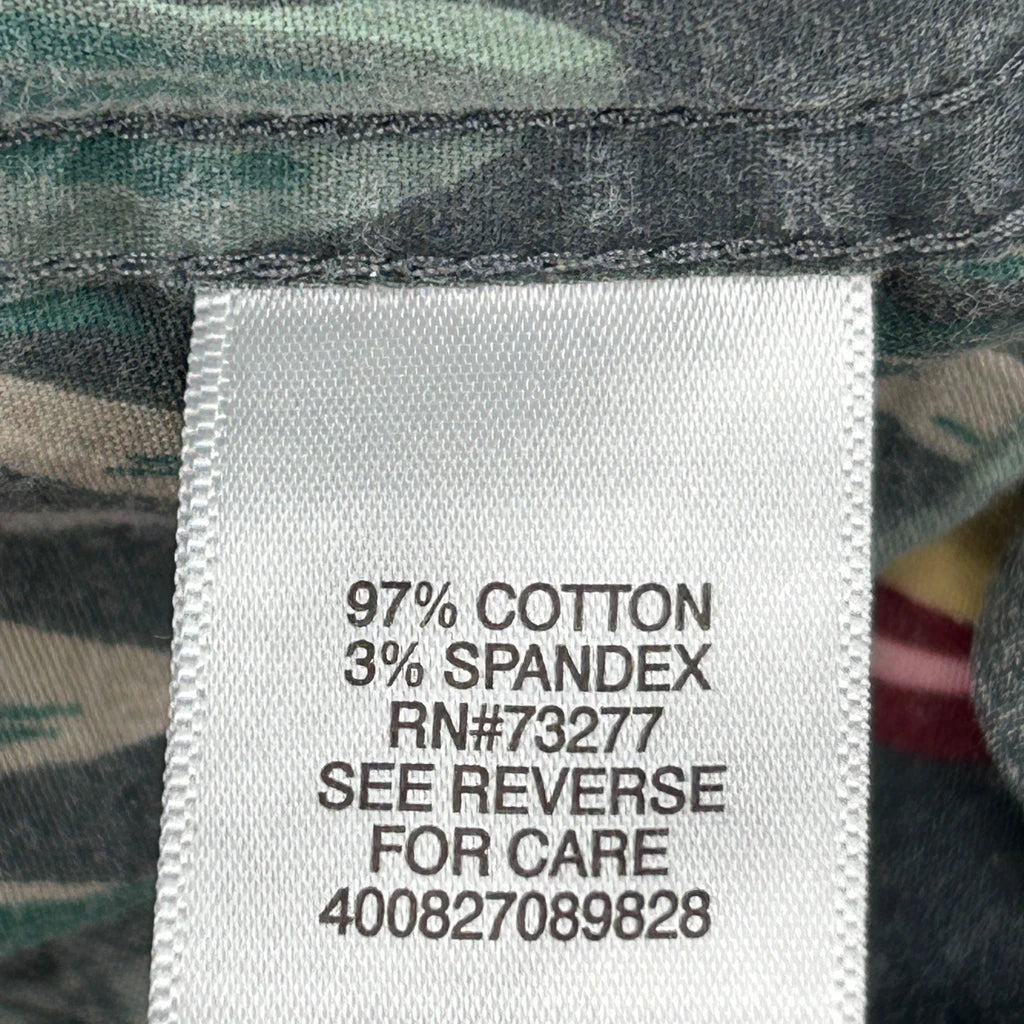 97% COTTON
3% SPANDEX
RN#73277
SEE REVERSE
FOR CARE
400827089828